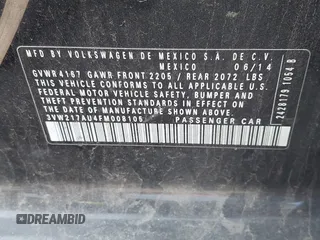 MFD. BY VOLKSWAGEN DE MEXICO S.A. DE C.V.
MEXICO 06/14
GVWR 4167 GAWR FRONT 2205 / REAR 2072 LBS
THIS VEHICLE CONFORMS TO ALL APPLICABLE U.S.
FEDERAL MOTOR VEHICLE SAFETY, BUMPER, AND
THEFT PREVENTION STANDARDS IN EFFECT ON THE
DATE OF MANUFACTURE SHOWN ABOVE.
3VW217AU4FM008105 PASSENGER CAR
2428179 1054 B
DREAMBID